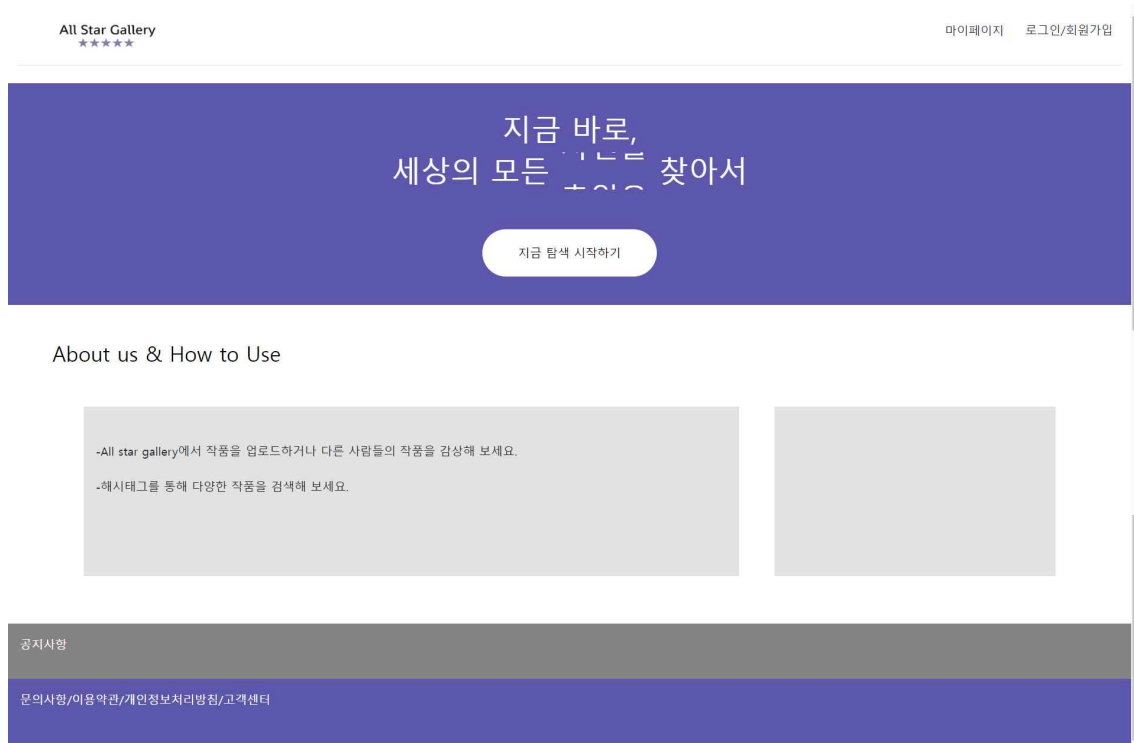 All Star Gallery
★★★★★
마이페이지 로그인/회원가입
지금 바로,
세상의 모든 찾아서
지금 탐색 시작하기
About us & How to Use
-All star gallery에서 작품을 업로드하거나 다른 사람들의 작품을 감상해 보세요.
-해시태그를 통해 다양한 작품을 검색해 보세요.
공지사항
문의사항/이용약관/개인정보처리방침/고객센터